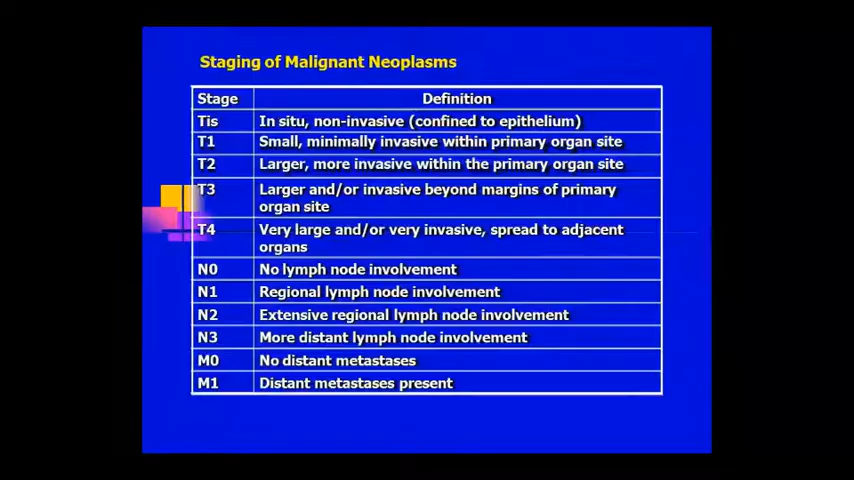 Staging of Malignant Neoplasms
Stage Definition
Tis In situ, non-invasive (confined to epithelium)
T1 Small, minimally invasive within primary organ site
T2 Larger, more invasive within the primary organ site
T3 Larger and/or invasive beyond margins of primary
organ site
T4 Very large and/or very invasive, spread to adjacent
organs
N0 No lymph node involvement
N1 Regional lymph node involvement
N2 Extensive regional lymph node involvement
N3 More distant lymph node involvement
M0 No distant metastases
M1 Distant metastases present